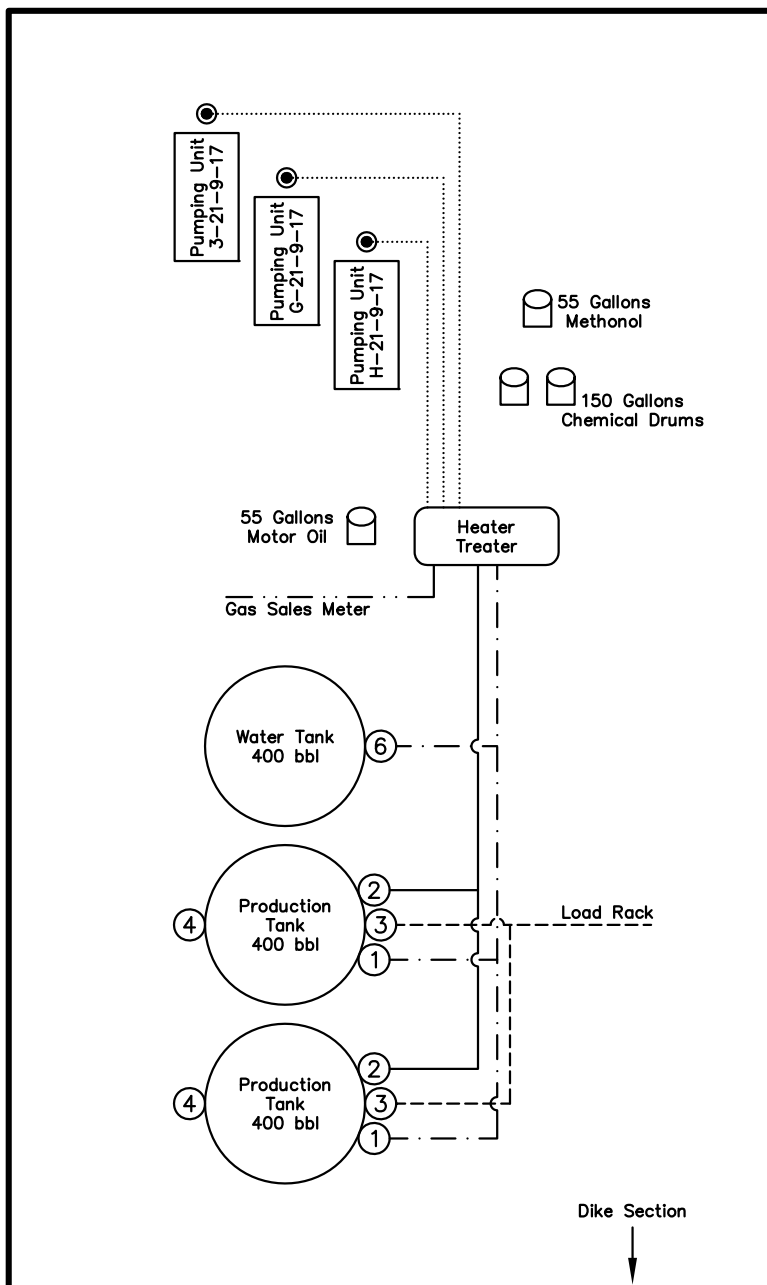 Pumping Unit
3-21-9-17
Pumping Unit
G-21-9-17
Pumping Unit
H-21-9-17
55 Gallons
Methonol
150 Gallons
Chemical Drums
55 Gallons
Motor Oil
Heater
Treater
Gas Sales Meter
Water Tank
400 bbl
6
Production
Tank
400 bbl
4
2
3
1
Load Rack
Production
Tank
400 bbl
4
2
3
1
Dike Section